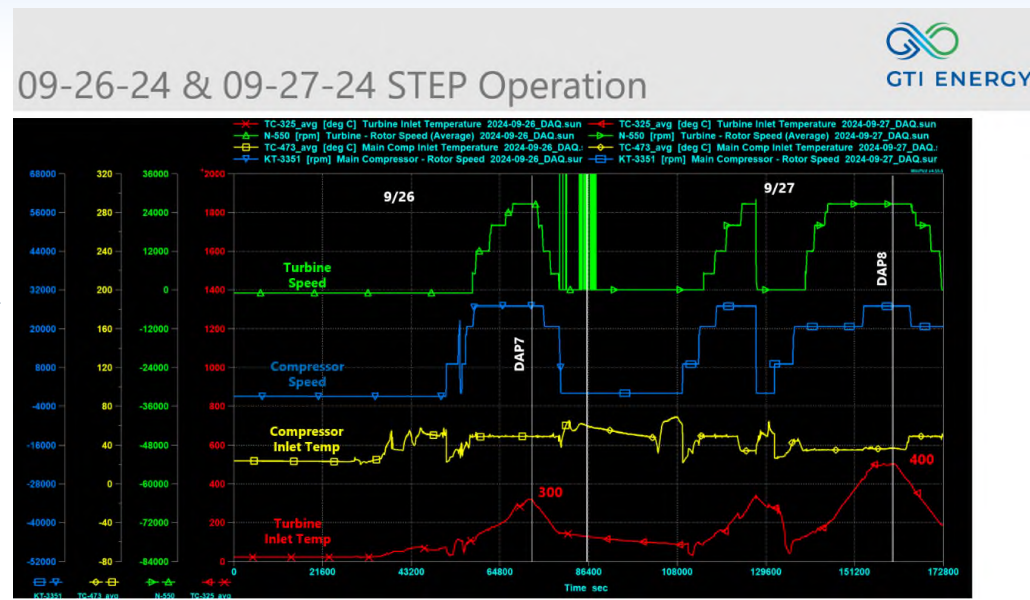 09-26-24 & 09-27-24 STEP Operation
GTI ENERGY
TC-325_avg [deg C] Turbine Inlet Temperature 2024-09-26_DAQ.sun
N-550 [rpm] Turbine - Rotor Speed (Average) 2024-09-26_DAQ.sun
TC-473_avg [deg C] Main Comp Inlet Temperature 2024-09-26_DAQ.:
KT-3351 [rpm] Main Compressor - Rotor Speed 2024-09-26_DAQ.sur
TC-325_avg [deg C] Turbine Inlet Temperature 2024-09-27_DAQ.sun
N-550 [rpm] Turbine - Rotor Speed (Average) 2024-09-27_DAQ.sun
TC-473_avg [deg C] Main Comp Inlet Temperature 2024-09-27_DAQ.:
KT-3351 [rpm] Main Compressor - Rotor Speed 2024-09-27_DAQ.sur
68000 320 36000 2000
56000 280 24000 1800
44000 240 12000 1600
32000 200 0 1400
20000 160 -12000 1200
8000 120 -24000 1000
-4000 80 -36000 800
-16000 40 -48000 600
-28000 0 -60000 400
-40000 -40 -72000 200
-52000 -80 -84000 0
9/26
9/27
Turbine
Speed
DAP8
DAP7
Compressor
Speed
Compressor
Inlet Temp
300
400
Turbine
Inlet Temp
0 21600 43200 64800 86400 108000 129600 151200 172800
Time sec
KT-3351 TC-473_avg N-550 TC-325_avg